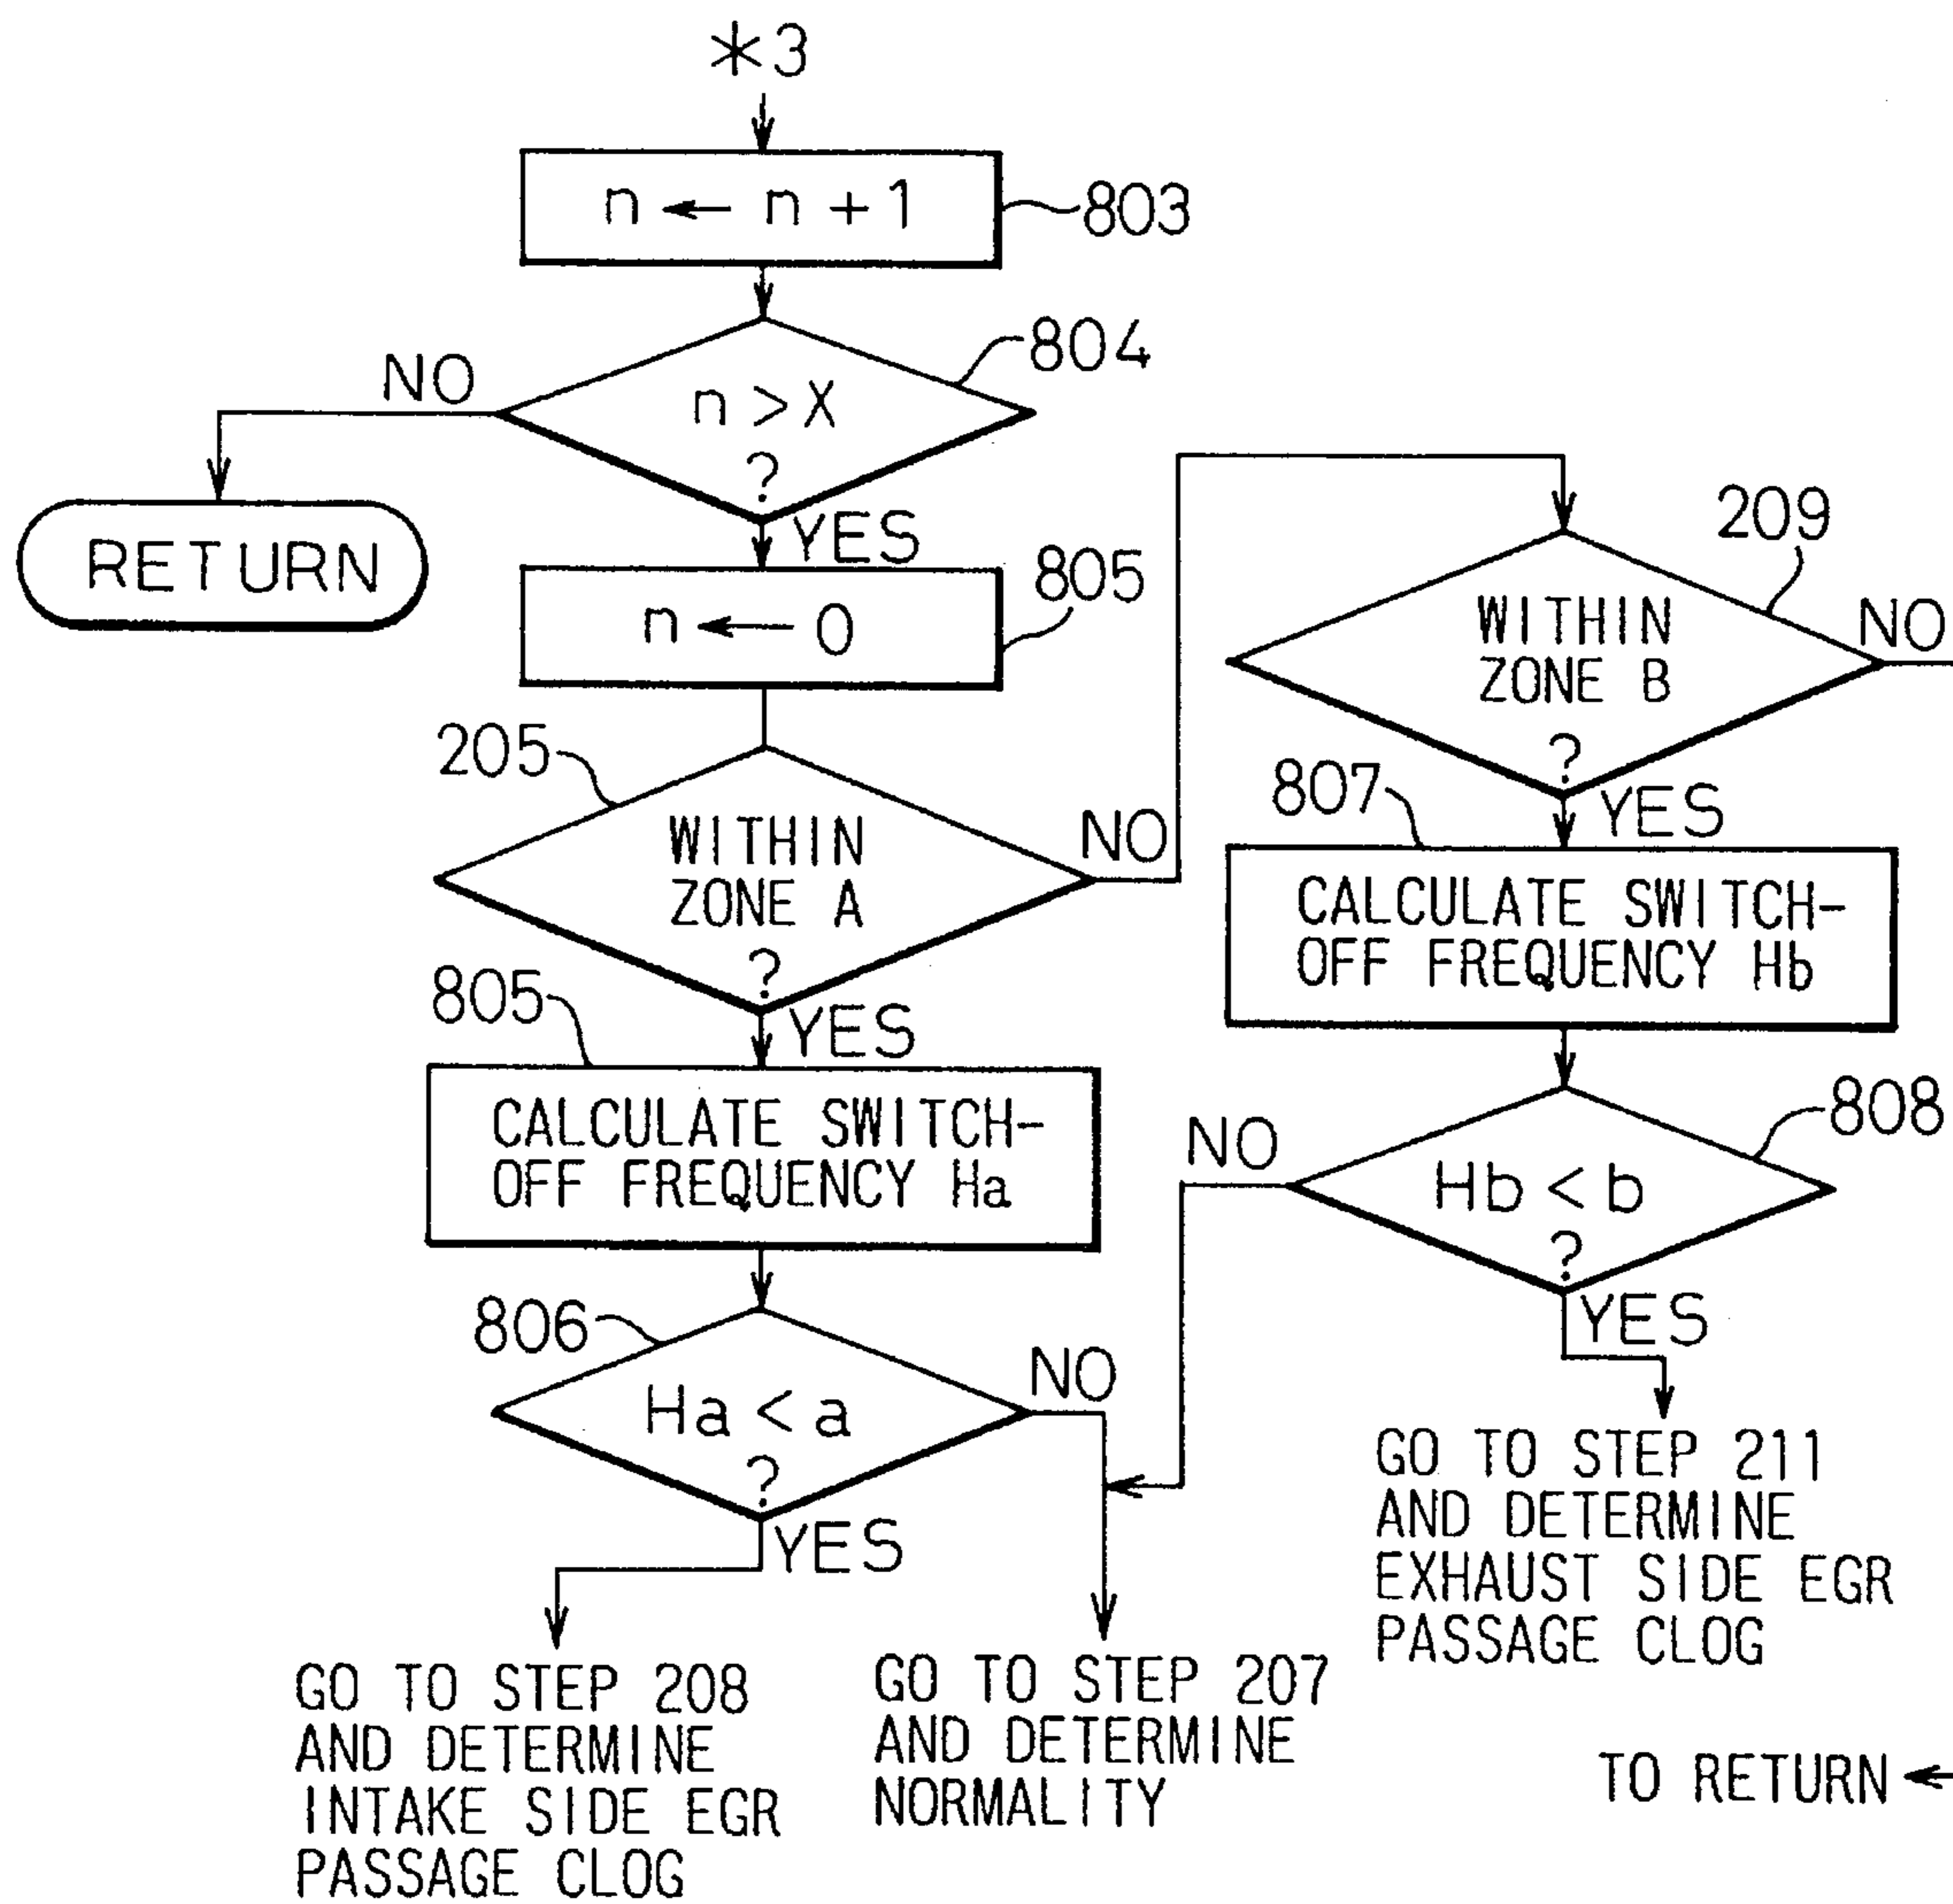 *3
n ← n + 1
803
804
NO
n > X
?
YES
RETURN
805
n ← 0
209
WITHIN
ZONE B
?
NO
YES
205
WITHIN
ZONE A
?
NO
YES
807
CALCULATE SWITCH-
OFF FREQUENCY Hb
805
CALCULATE SWITCH-
OFF FREQUENCY Ha
808
NO
Hb < b
?
YES
806
Ha < a
?
NO
YES
GO TO STEP 211
AND DETERMINE
EXHAUST SIDE EGR
PASSAGE CLOG
GO TO STEP 208
AND DETERMINE
INTAKE SIDE EGR
PASSAGE CLOG
GO TO STEP 207
AND DETERMINE
NORMALITY
TO RETURN ←